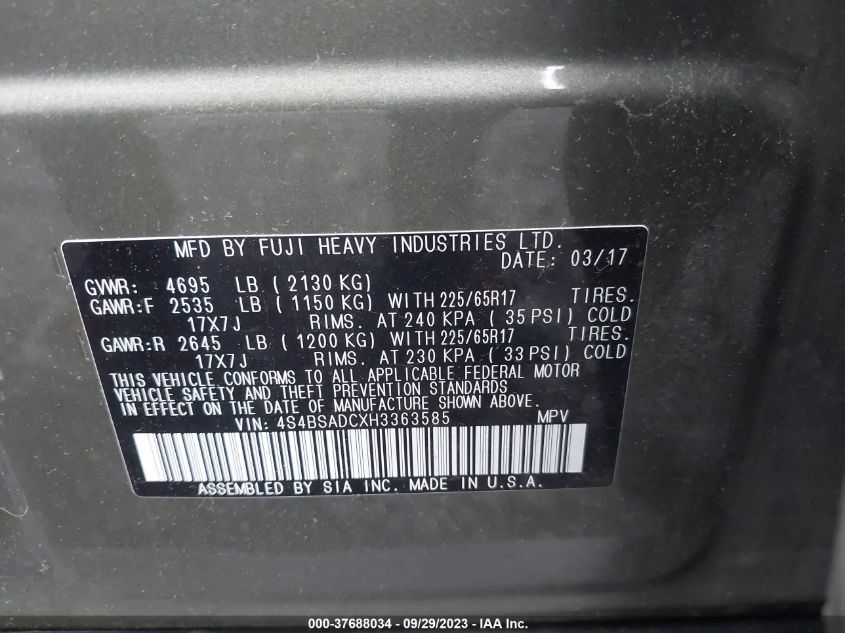 MFD BY FUJI HEAVY INDUSTRIES LTD.
DATE: 03/17
GVWR: 4695 LB ( 2130 KG)
GAWR:F 2535 LB ( 1150 KG) WITH 225/65R17 TIRES.
17X7J RIMS. AT 240 KPA ( 35 PSI) COLD
GAWR:R 2645 LB ( 1200 KG) WITH 225/65R17 TIRES.
17X7J RIMS. AT 230 KPA ( 33 PSI) COLD
THIS VEHICLE CONFORMS TO ALL APPLICABLE FEDERAL MOTOR
VEHICLE SAFETY AND THEFT PREVENTION STANDARDS
IN EFFECT ON THE DATE OF MANUFACTURE SHOWN ABOVE.
VIN: 4S4BSADCXH3363585 MPV
ASSEMBLED BY SIA INC. MADE IN U.S.A.
000-37688034 - 09/29/2023 - IAA Inc.